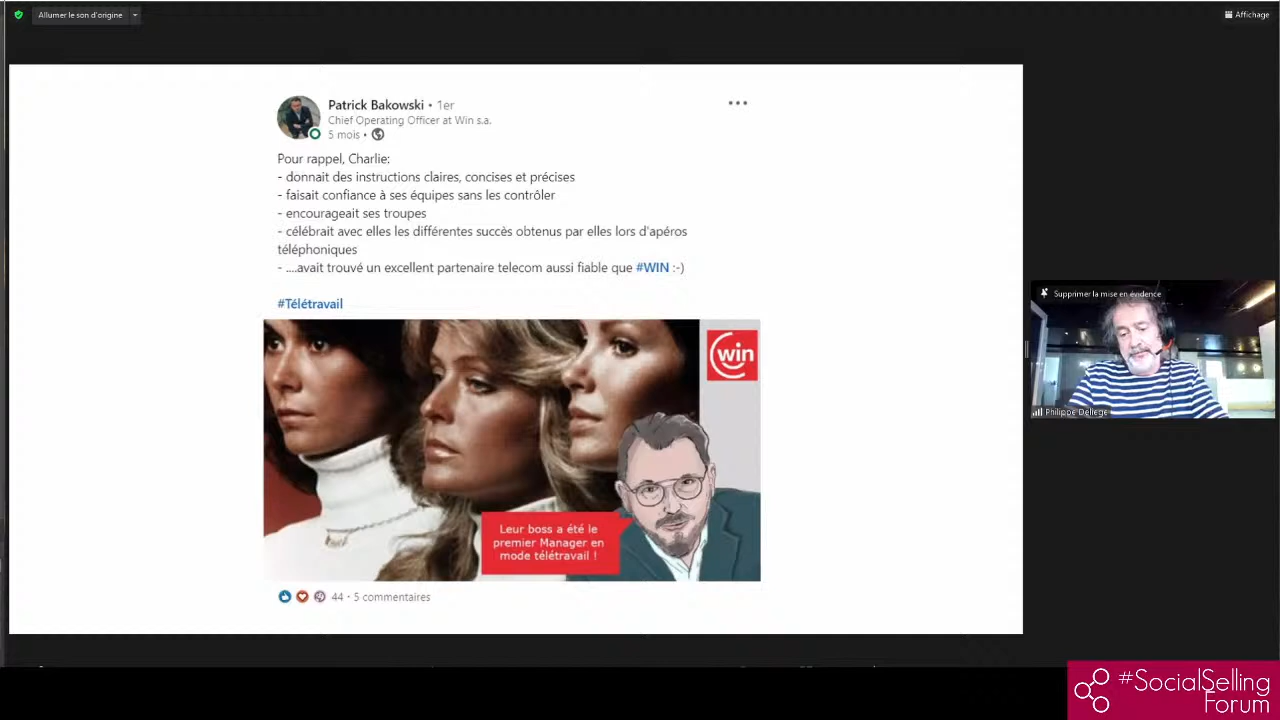 Allumer le son d'origine
Affichage
Patrick Bakowski • 1er
Chief Operating Officer at Win s.a.
5 mois •
Pour rappel, Charlie:
- donnait des instructions claires, concises et précises
- faisait confiance à ses équipes sans les contrôler
- encourageait ses troupes
- célébrait avec elles les différentes succès obtenus par elles lors d'apéros
téléphoniques
- ....avait trouvé un excellent partenaire telecom aussi fiable que #WIN :-)
#Télétravail
win
Leur boss a été le
premier Manager en
mode télétravail !
44 • 5 commentaires
Supprimer la mise en évidence
Philippe Deliege
#SocialSelling
Forum